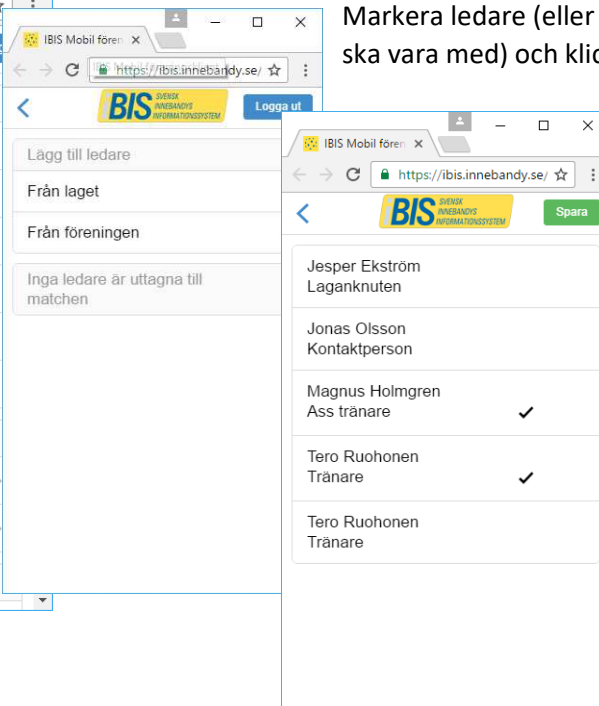 Markera ledare (eller
ska vara med) och klic
IBIS Mobil fören
https://ibis.innebandy.se/
BIS SVENSK
INNEBANDYS
INFORMATIONSSYSTEM
Logga ut
Lägg till ledare
Från laget
Från föreningen
Inga ledare är uttagna till
matchen
IBIS Mobil fören
https://ibis.innebandy.se/
BIS SVENSK
INNEBANDYS
INFORMATIONSSYSTEM
Spara
Jesper Ekström
Laganknuten
Jonas Olsson
Kontaktperson
Magnus Holmgren
Ass tränare
Tero Ruohonen
Tränare
Tero Ruohonen
Tränare